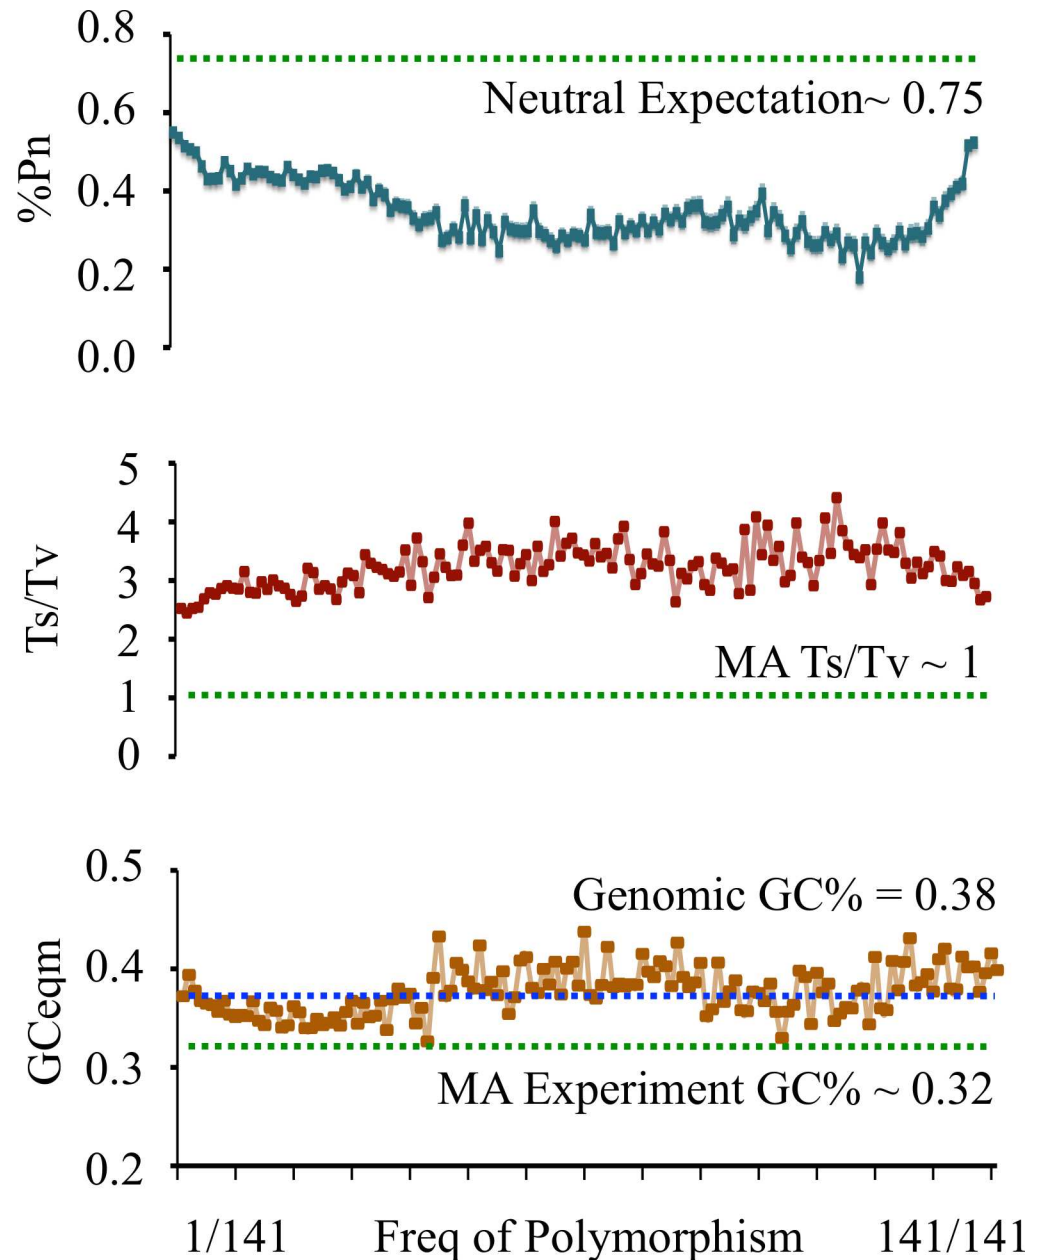 0.8
Neutral Expectation~ 0.75
0.6
%Pn
0.4
0.2
0.0
5
4
3
Ts/Tv
2
MA Ts/Tv ~ 1
1
0
0.5
Genomic GC% = 0.38
0.4
GCeqm
0.3
MA Experiment GC% ~ 0.32
0.2
1/141 Freq of Polymorphism 141/141